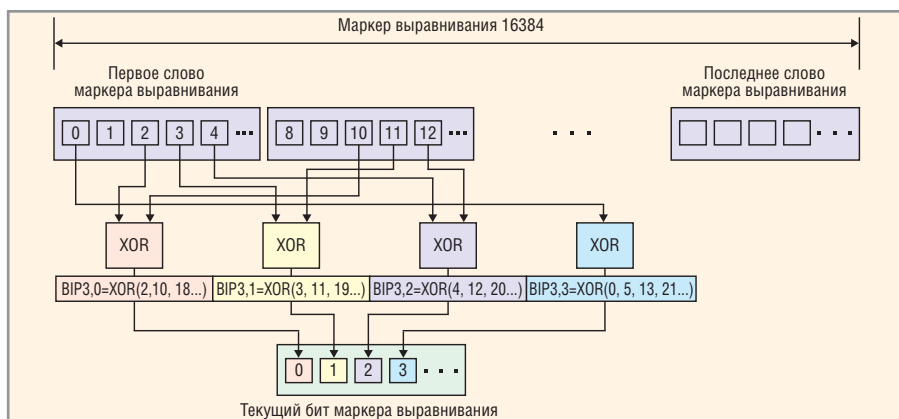 Маркер выравнивания 16384
Первое слово
маркера выравнивания
Последнее слово
маркера выравнивания
0 1 2 3 4 ... 8 9 10 11 12 ... . . . . . .
XOR XOR XOR XOR
BIP3,0=XOR(2,10, 18...) BIP3,1=XOR(3, 11, 19...) BIP3,2=XOR(4, 12, 20...) BIP3,3=XOR(0, 5, 13, 21...)
0 1 2 3 . . .
Текущий бит маркера выравнивания